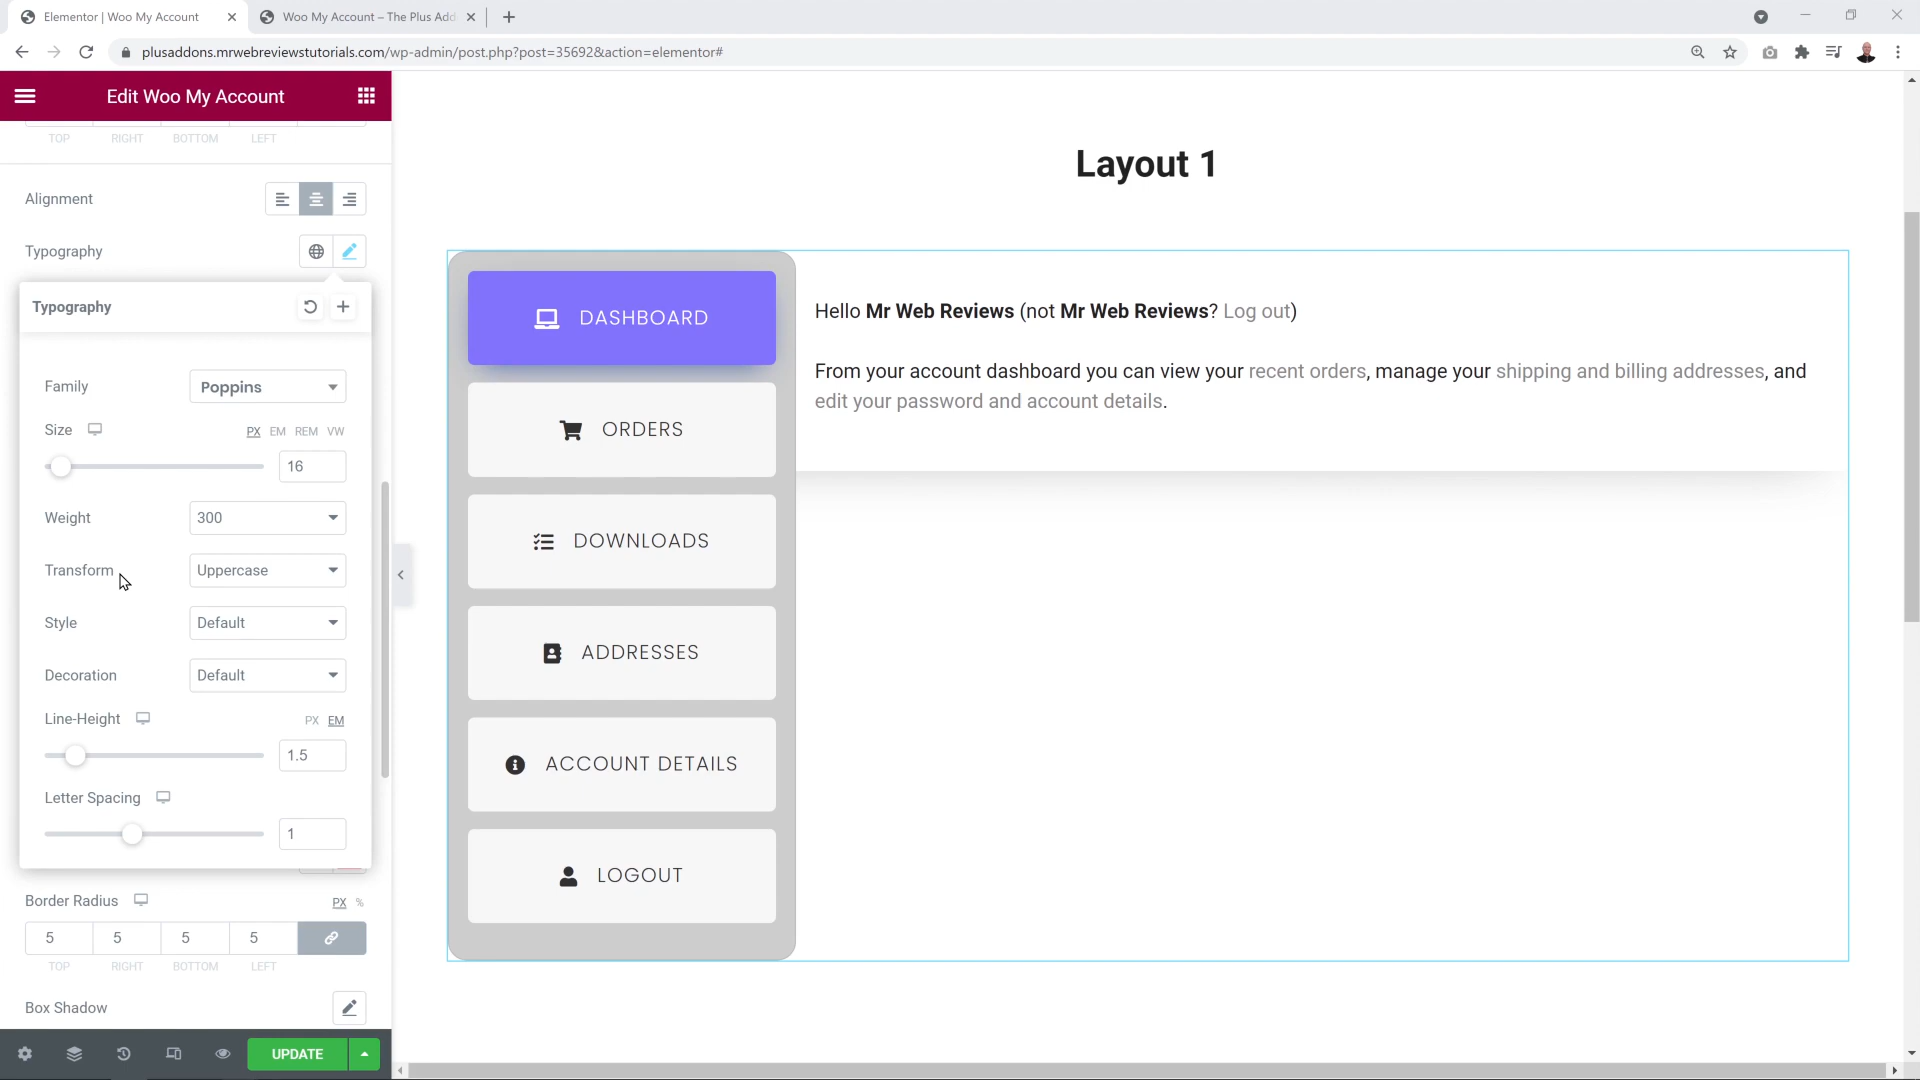 Elementor | Woo My Account
Woo My Account – The Plus Add
plusaddons.mrwebreviewstutorials.com/wp-admin/post.php?post=35692&action=elementor#
Edit Woo My Account
TOP RIGHT BOTTOM LEFT
Alignment
Typography
Typography
Family Poppins
Size PX EM REM VW
16
Weight 300
Transform Uppercase
Style Default
Decoration Default
Line-Height PX EM
1.5
Letter Spacing
1
Border Radius PX %
5 5 5 5
TOP RIGHT BOTTOM LEFT
Box Shadow
UPDATE
Layout 1
DASHBOARD
ORDERS
DOWNLOADS
ADDRESSES
ACCOUNT DETAILS
LOGOUT
Hello Mr Web Reviews (not Mr Web Reviews? Log out)
From your account dashboard you can view your recent orders, manage your shipping and billing addresses, and
edit your password and account details.